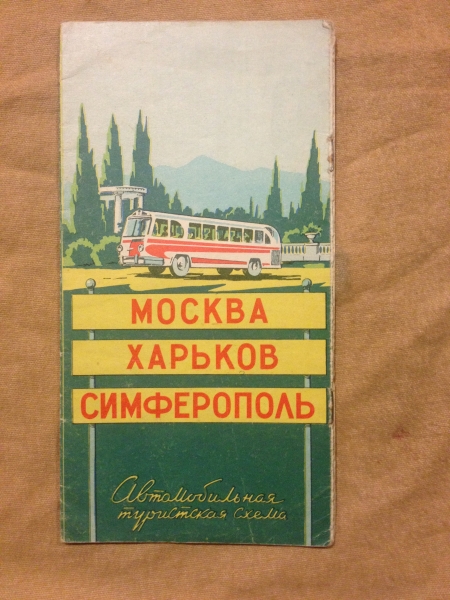 МОСКВА
ХАРЬКОВ
СИМФЕРОПОЛЬ
Автомобильная
туристская схема